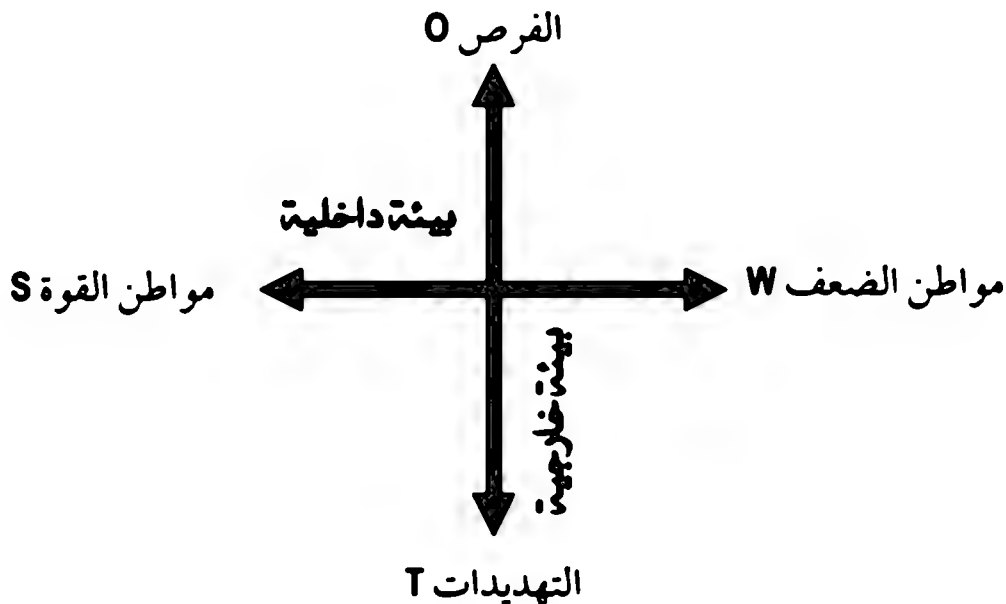 الفرص O
بيئة داخلية
مواطن الضعف W
مواطن القوة S
بيئة خارجية
التهديدات T